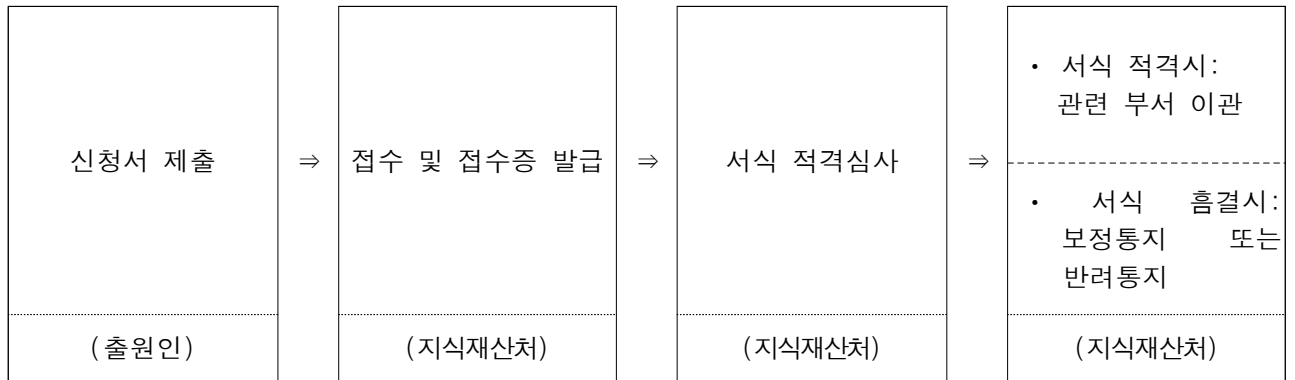 신청서 제출
⇒
접수 및 접수증 발급
⇒
서식 적격심사
⇒
• 서식 적격시:
관련 부서 이관
• 서식 흠결시:
보정통지 또는
반려통지
(출원인)
(지식재산처)
(지식재산처)
(지식재산처)